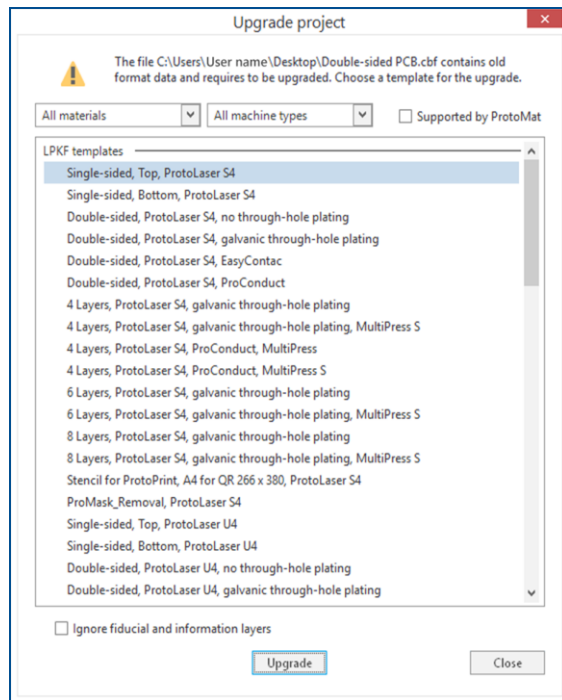 Upgrade project
The file C:\Users\User name\Desktop\Double-sided PCB.cbf contains old
format data and requires to be upgraded. Choose a template for the upgrade.
All materials All machine types Supported by ProtoMat
LPKF templates
Single-sided, Top, ProtoLaser S4
Single-sided, Bottom, ProtoLaser S4
Double-sided, ProtoLaser S4, no through-hole plating
Double-sided, ProtoLaser S4, galvanic through-hole plating
Double-sided, ProtoLaser S4, EasyContac
Double-sided, ProtoLaser S4, ProConduct
4 Layers, ProtoLaser S4, galvanic through-hole plating
4 Layers, ProtoLaser S4, galvanic through-hole plating, MultiPress S
4 Layers, ProtoLaser S4, ProConduct, MultiPress
4 Layers, ProtoLaser S4, ProConduct, MultiPress S
6 Layers, ProtoLaser S4, galvanic through-hole plating
6 Layers, ProtoLaser S4, galvanic through-hole plating, MultiPress S
8 Layers, ProtoLaser S4, galvanic through-hole plating
8 Layers, ProtoLaser S4, galvanic through-hole plating, MultiPress S
Stencil for ProtoPrint, A4 for QR 266 x 380, ProtoLaser S4
ProMask_Removal, ProtoLaser S4
Single-sided, Top, ProtoLaser U4
Single-sided, Bottom, ProtoLaser U4
Double-sided, ProtoLaser U4, no through-hole plating
Double-sided, ProtoLaser U4, galvanic through-hole plating
Ignore fiducial and information layers
Upgrade Close